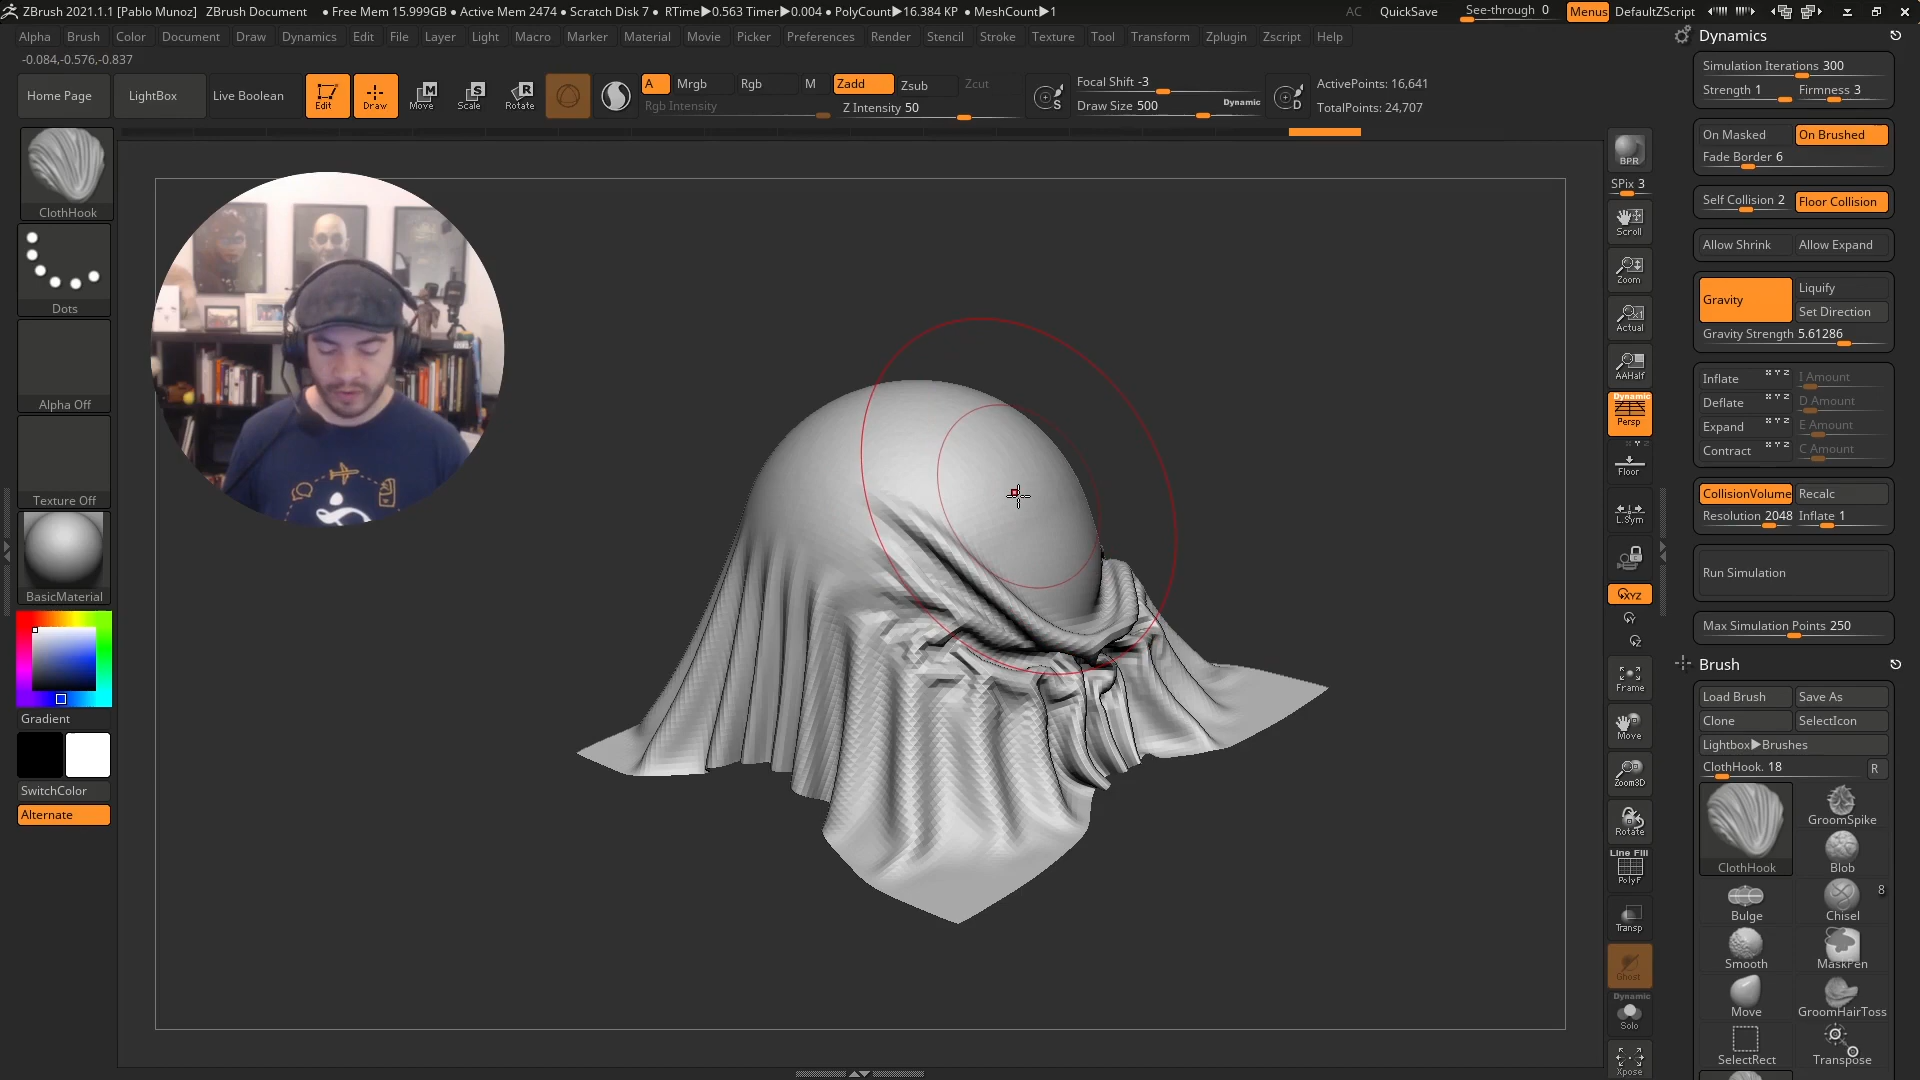 ZBrush 2021.1.1 [Pablo Munoz] ZBrush Document • Free Mem 15.999GB • Active Mem 2474 • Scratch Disk 7 • RTime▶0.563 Timer▶0.004 • PolyCount▶16.384 KP • MeshCount▶1 AC QuickSave See-through 0 Menus DefaultZScript
Alpha Brush Color Document Draw Dynamics Edit File Layer Light Macro Marker Material Movie Picker Preferences Render Stencil Stroke Texture Tool Transform Zplugin Zscript Help
-0.084,-0.576,-0.837
Home Page LightBox Live Boolean Edit Draw Move Scale Rotate
A Mrgb Rgb M Zadd Zsub Zcut
Rgb Intensity Z Intensity 50
S Focal Shift -3
Draw Size 500 Dynamic D
ActivePoints: 16,641
TotalPoints: 24,707
ClothHook
Dots
Alpha Off
Texture Off
BasicMaterial
Gradient
SwitchColor
Alternate
BPR
SPix 3
Scroll
Zoom
Actual
AAHalf
Dynamic
Persp
Floor
L.Sym
XYZ
Y
Z
Frame
Move
Zoom3D
Rotate
Line Fill
PolyF
Transp
Ghost
Dynamic
Solo
Xpose
Dynamics
Simulation Iterations 300
Strength 1 Firmness 3
On Masked On Brushed
Fade Border 6
Self Collision 2 Floor Collision
Allow Shrink Allow Expand
Gravity Liquify
Set Direction
Gravity Strength 5.61286
Inflate X Y Z I Amount
Deflate X Y Z D Amount
Expand X Y Z E Amount
Contract X Y Z C Amount
CollisionVolume Recalc
Resolution 2048 Inflate 1
Run Simulation
Max Simulation Points 250
Brush
Load Brush Save As
Clone SelectIcon
Lightbox▶Brushes
ClothHook. 18 R
ClothHook GroomSpike
Blob
8
Bulge Chisel
Smooth MaskPen
Move GroomHairToss
SelectRect Transpose